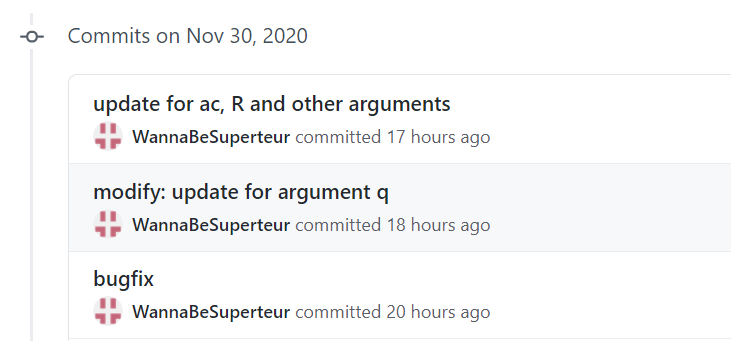 Commits on Nov 30, 2020
update for ac, R and other arguments
WannaBeSuperteur committed 17 hours ago
modify: update for argument q
WannaBeSuperteur committed 18 hours ago
bugfix
WannaBeSuperteur committed 20 hours ago